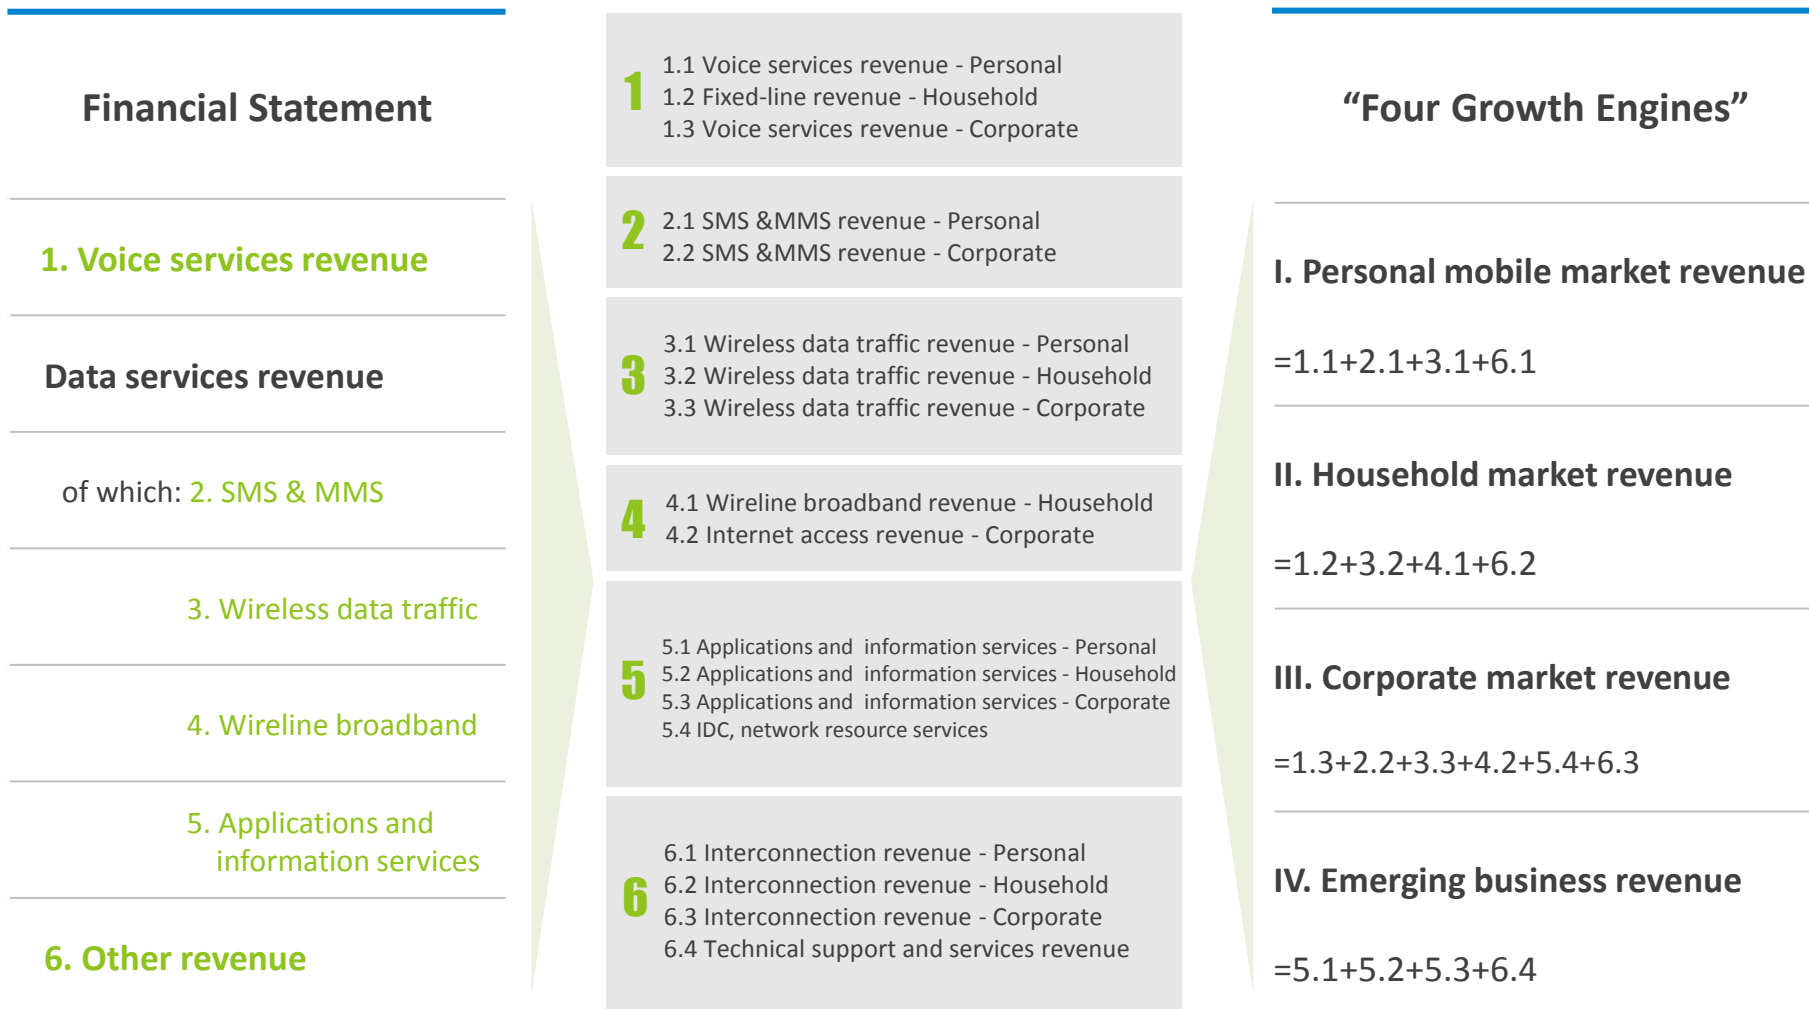 Financial Statement
1. Voice services revenue
Data services revenue
of which: 2. SMS & MMS
3. Wireless data traffic
4. Wireline broadband
5. Applications and
information services
6. Other revenue
1
1.1 Voice services revenue - Personal
1.2 Fixed-line revenue - Household
1.3 Voice services revenue - Corporate
2
2.1 SMS &MMS revenue - Personal
2.2 SMS &MMS revenue - Corporate
3
3.1 Wireless data traffic revenue - Personal
3.2 Wireless data traffic revenue - Household
3.3 Wireless data traffic revenue - Corporate
4
4.1 Wireline broadband revenue - Household
4.2 Internet access revenue - Corporate
5
5.1 Applications and  information services - Personal
5.2 Applications and  information services - Household
5.3 Applications and  information services - Corporate
5.4 IDC, network resource services
6
6.1 Interconnection revenue - Personal
6.2 Interconnection revenue - Household
6.3 Interconnection revenue - Corporate
6.4 Technical support and services revenue
“Four Growth Engines”
I. Personal mobile market revenue
=1.1+2.1+3.1+6.1
II. Household market revenue
=1.2+3.2+4.1+6.2
III. Corporate market revenue
=1.3+2.2+3.3+4.2+5.4+6.3
IV. Emerging business revenue
=5.1+5.2+5.3+6.4